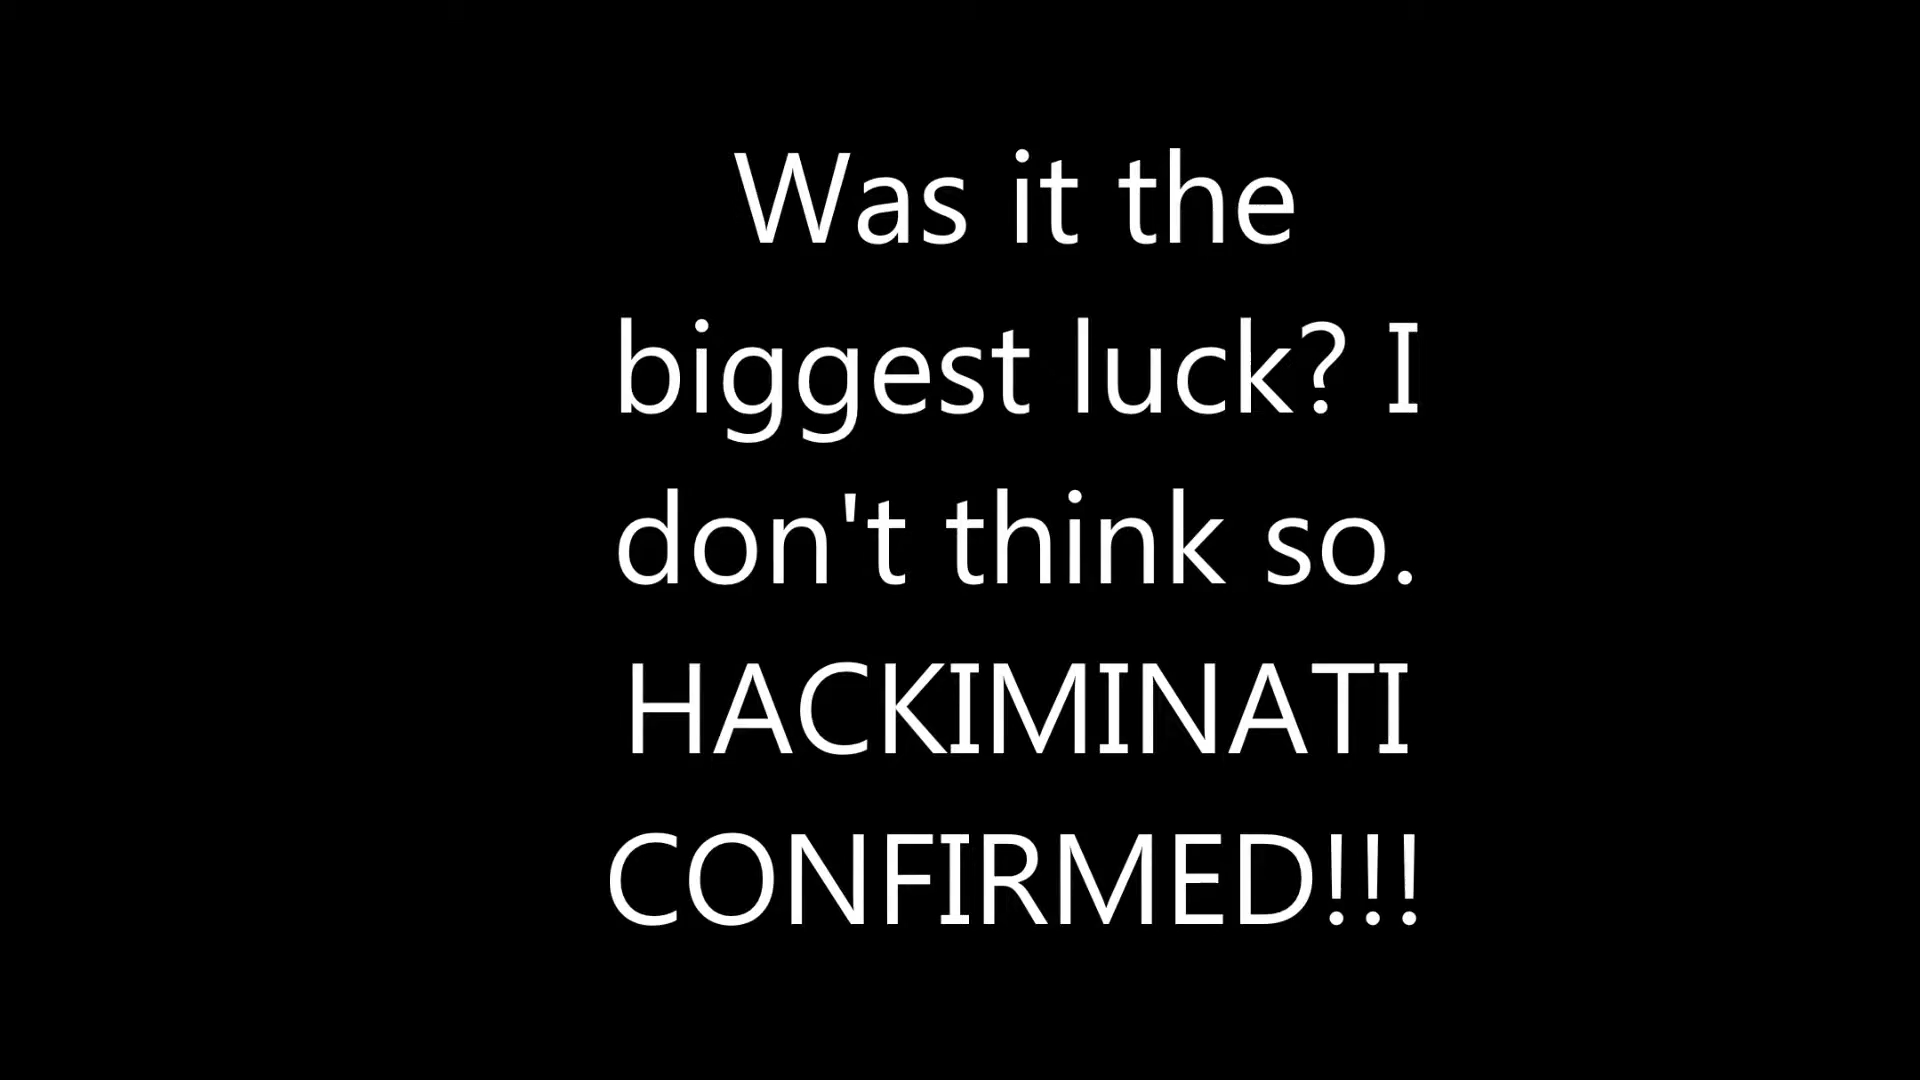 Was it the
biggest luck? I
don't think so.
HACKIMINATI
CONFIRMED!!!